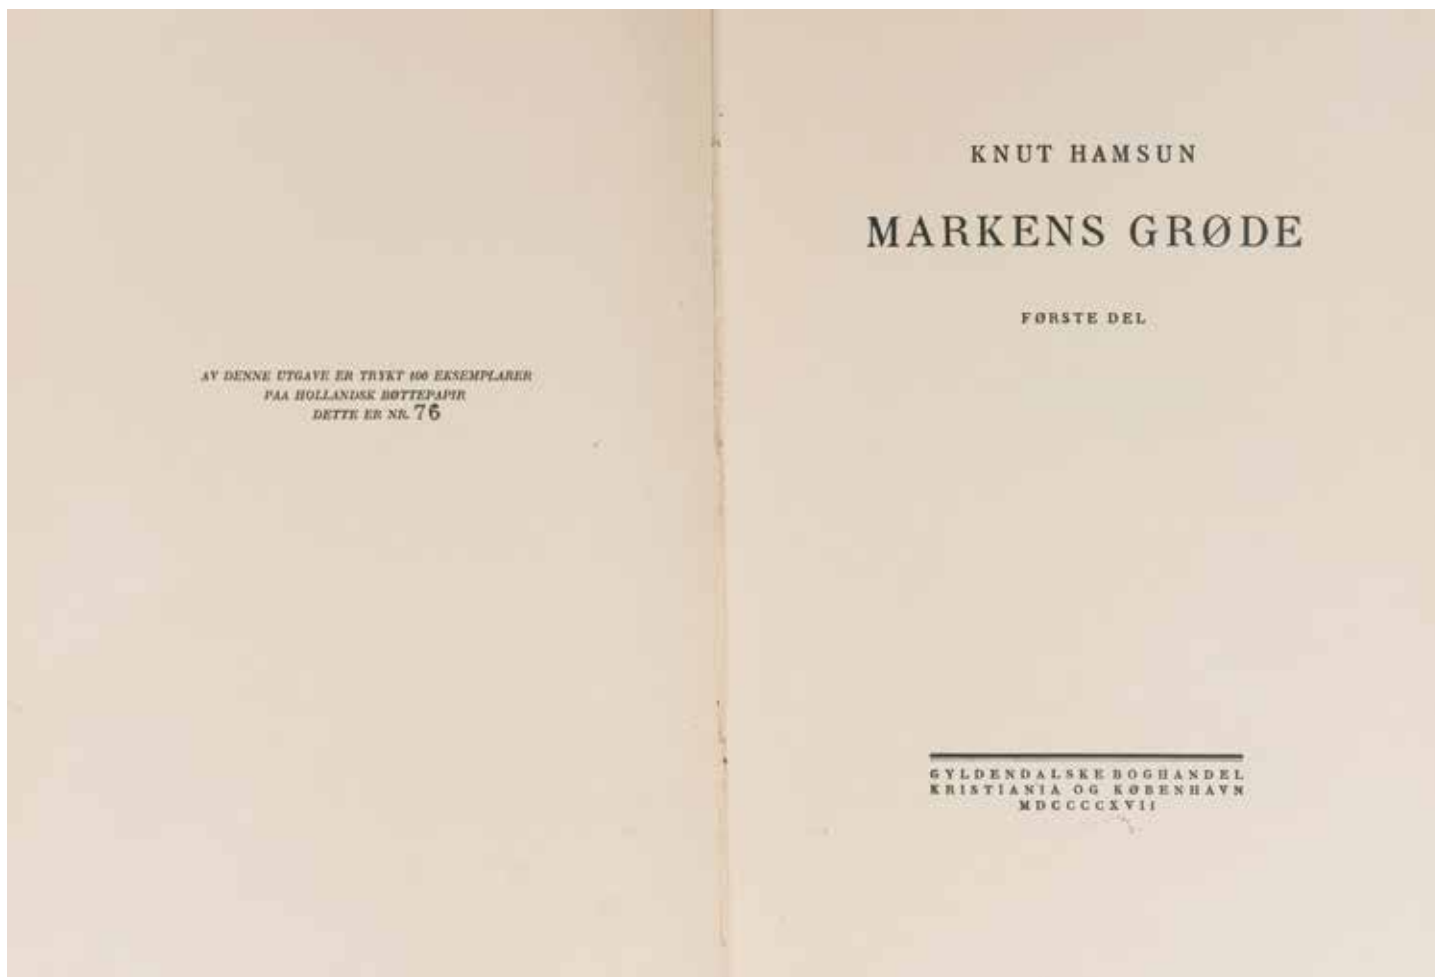 AV DENNE UTGAVE ER TRYKT 100 EKSEMPLARER
PAA HOLLANDSK BØTTEPAPIR
DETTE ER NR. 76
KNUT HAMSUN
MARKENS GRØDE
FØRSTE DEL
GYLDENDALSKE BOGHANDEL
KRISTIANIA OG KØBENHAVN
MDCCCCXVII